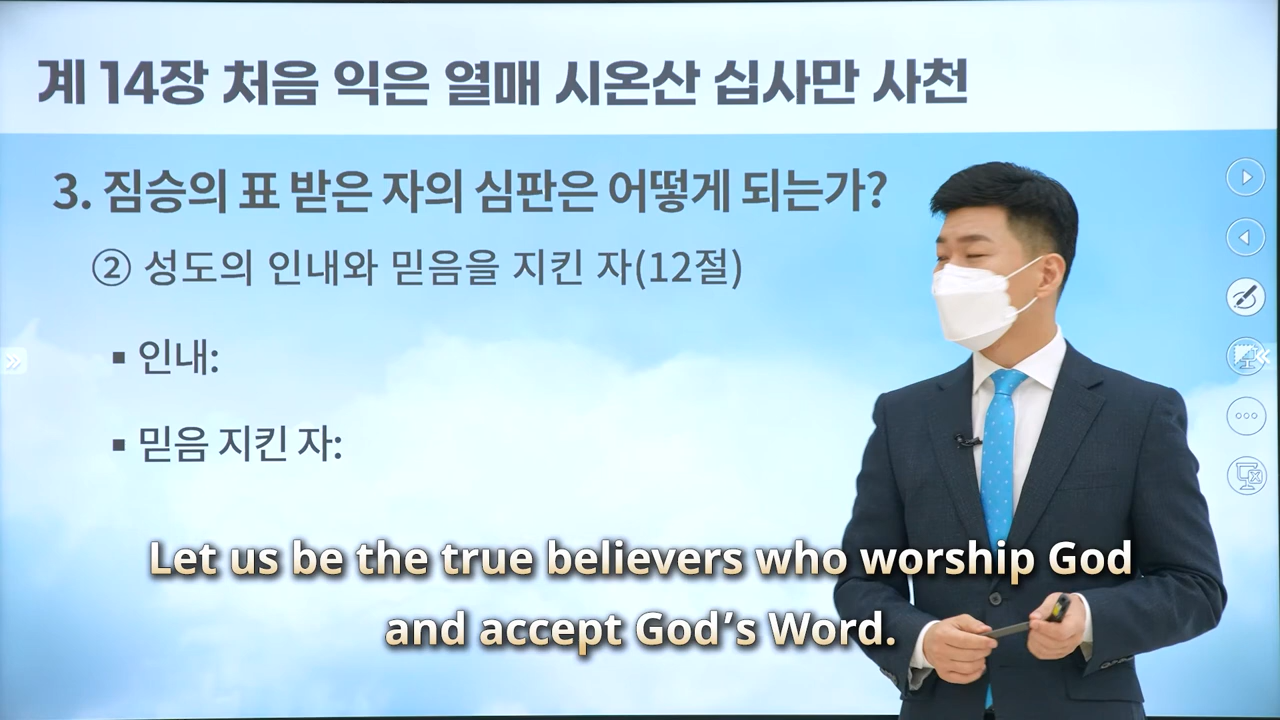 계 14장 처음 익은 열매 시온산 십사만 사천
3. 짐승의 표 받은 자의 심판은 어떻게 되는가?
② 성도의 인내와 믿음을 지킨 자(12절)
▪ 인내:
▪ 믿음 지킨 자:
Let us be the true believers who worship God
and accept God's Word.